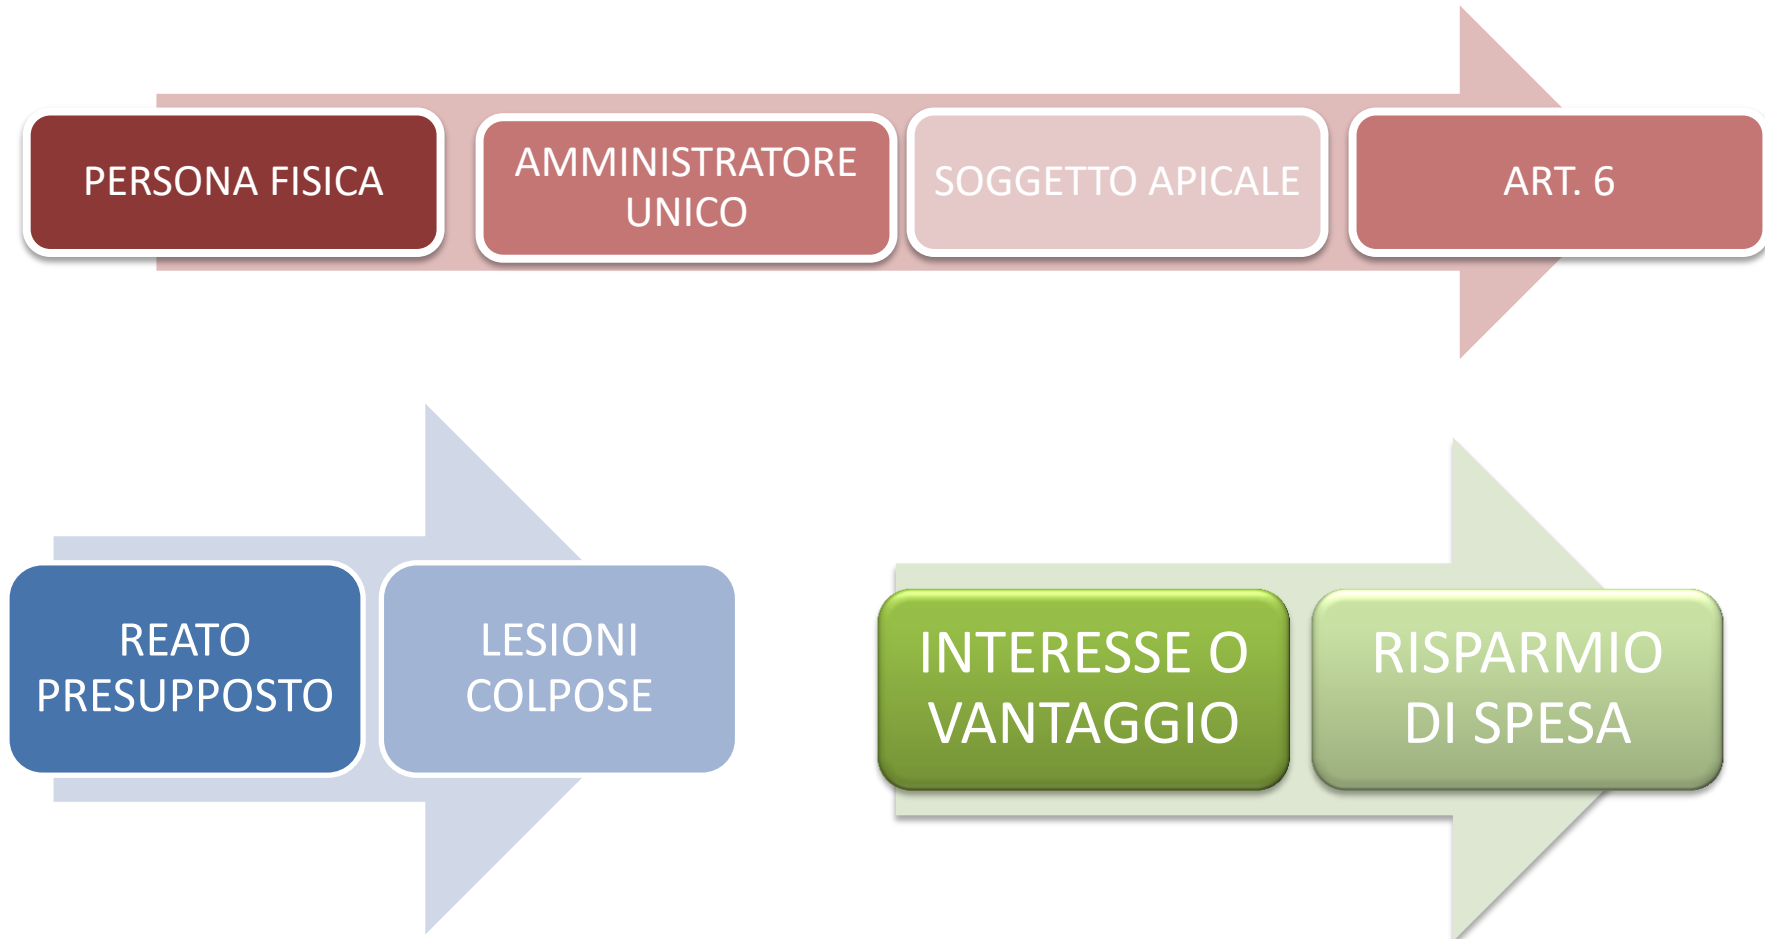 PERSONA FISICA
AMMINISTRATORE
UNICO
SOGGETTO APICALE
ART. 6
REATO
PRESUPPOSTO
LESIONI
COLPOSE
INTERESSE O
VANTAGGIO
RISPARMIO
DI SPESA